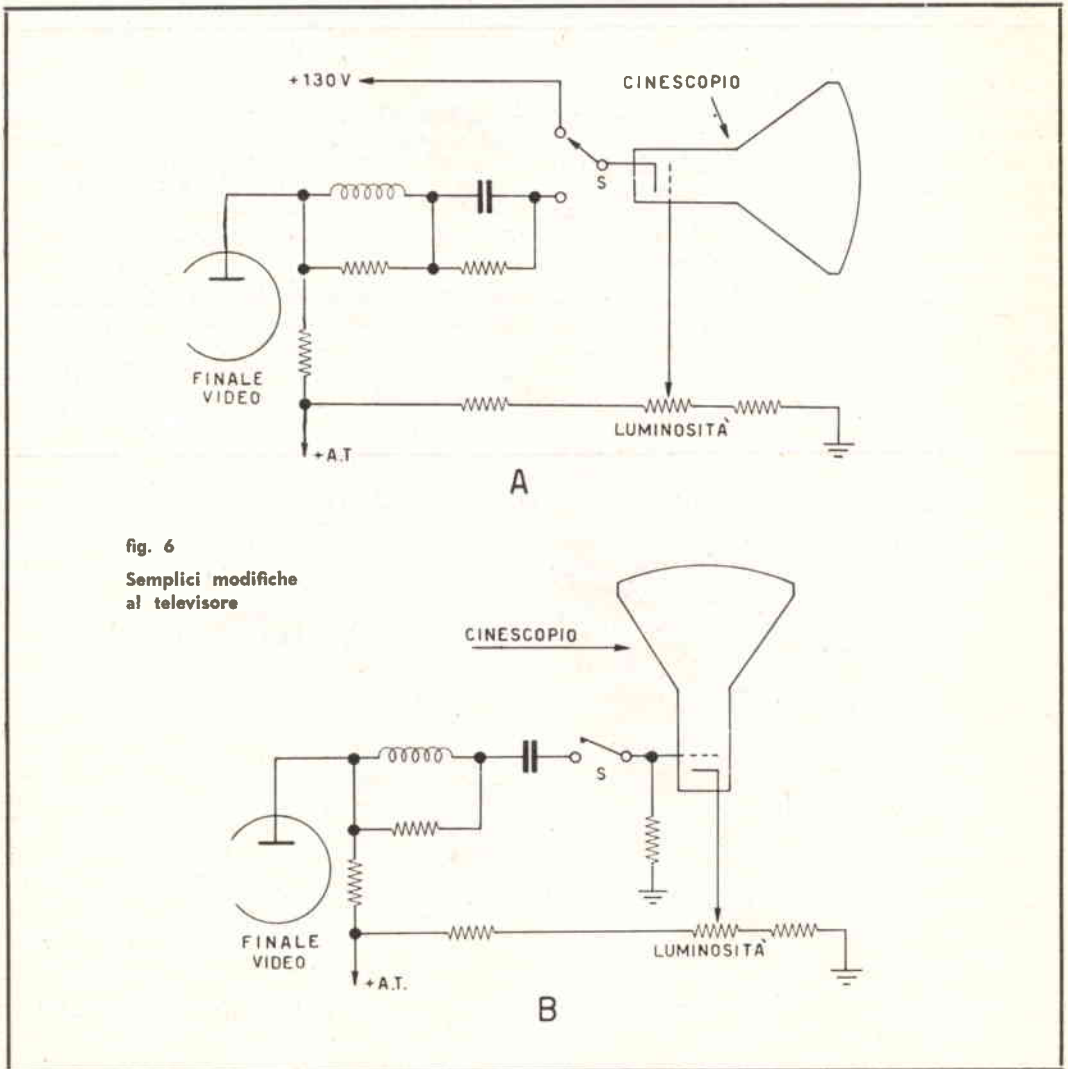 +130V
CINESCOPIO
S
FINALE
VIDEO
LUMINOSITÀ
+A.T
A
fig. 6
Semplici modifiche
al televisore
CINESCOPIO
S
FINALE
VIDEO
LUMINOSITÀ
+A.T.
B